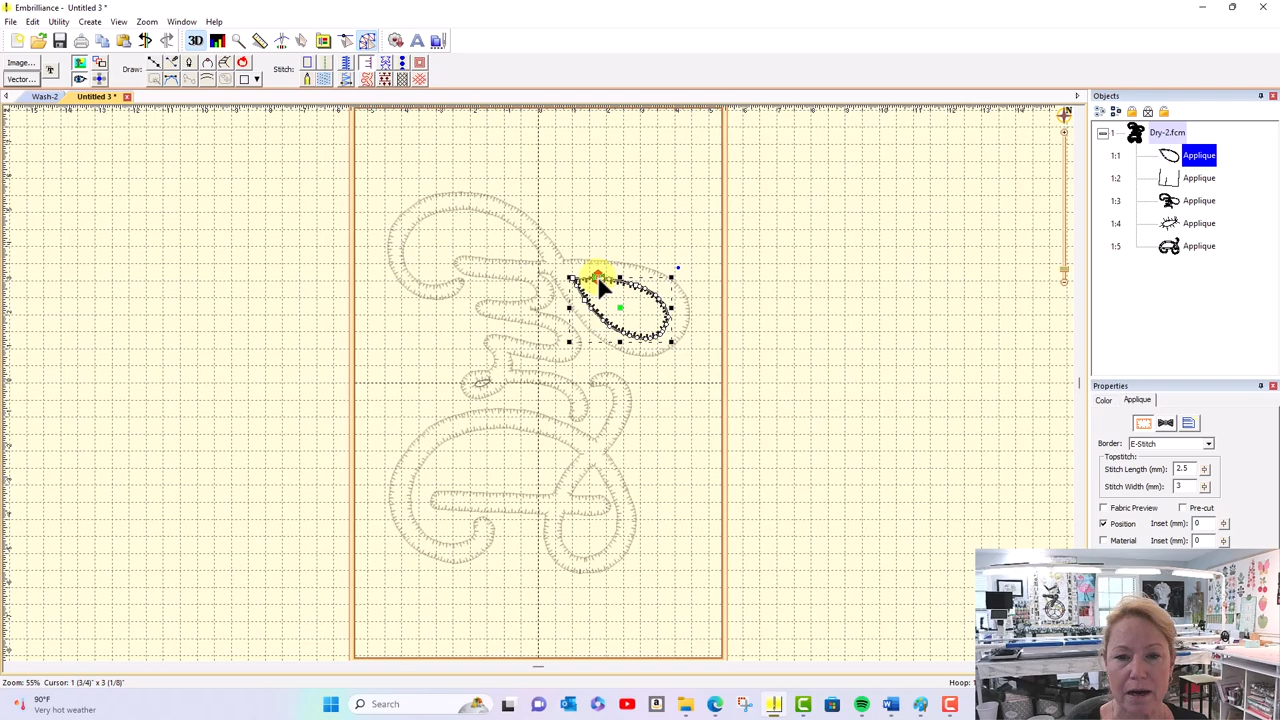 Embrilliance - Untitled 3 *
File Edit Utility Create View Zoom Window Help
3D
Image... Draw: Stitch:
Vector...
Wash-2 Untitled 3 *
N
Objects
1 Dry-2.fcm
1:1 Applique
1:2 Applique
1:3 Applique
1:4 Applique
1:5 Applique
Properties
Color Applique
Border: E-Stitch
Topstitch:
Stitch Length (mm): 2.5
Stitch Width (mm): 3
Fabric Preview Pre-cut
Position Inset (mm): 0
Material Inset (mm): 0
Zoom: 55% Cursor: 1 (3/4)" x 3 (1/8)" Hoop:
90°F
Very hot weather
Search